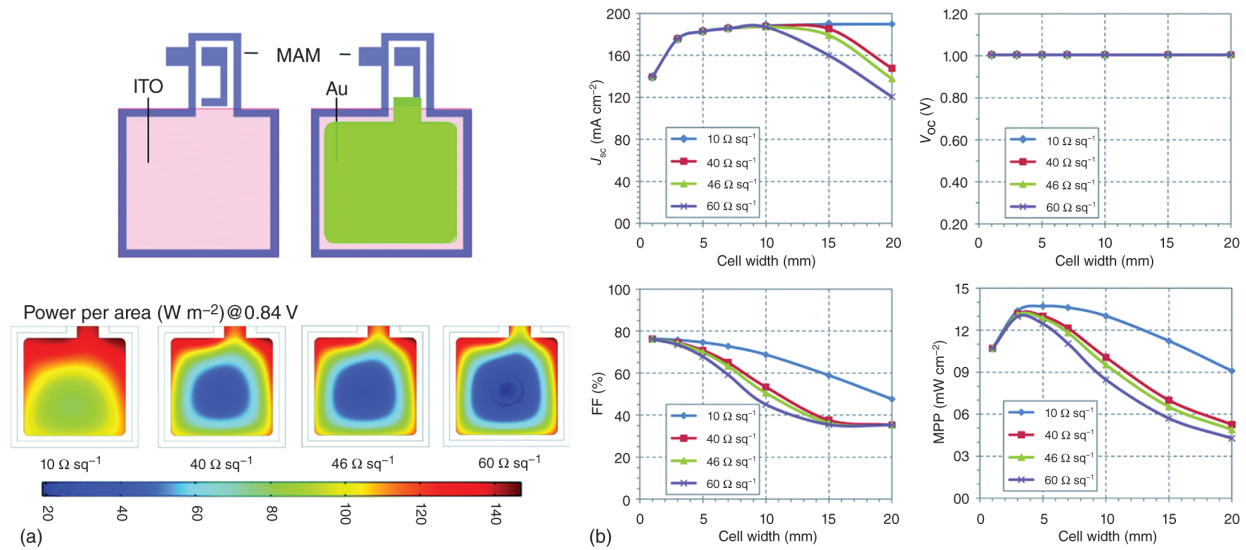 MAM
ITO
Au
Power per area (W m⁻²)@0.84 V
10 Ω sq⁻¹ 40 Ω sq⁻¹ 46 Ω sq⁻¹ 60 Ω sq⁻¹
20 40 60 80 100 120 140
(a)
200
160
120
80
40
00
J_sc (mA cm⁻²)
10 Ω sq⁻¹
40 Ω sq⁻¹
46 Ω sq⁻¹
60 Ω sq⁻¹
0 5 10 15 20
Cell width (mm)
1.20
1.00
0.80
0.60
0.40
0.20
V_OC (V)
10 Ω sq⁻¹
40 Ω sq⁻¹
46 Ω sq⁻¹
60 Ω sq⁻¹
0 5 10 15 20
Cell width (mm)
100
80
60
40
20
0
FF (%)
10 Ω sq⁻¹
40 Ω sq⁻¹
46 Ω sq⁻¹
60 Ω sq⁻¹
0 5 10 15 20
Cell width (mm)
15
12
09
06
03
00
MPP (mW cm⁻²)
10 Ω sq⁻¹
40 Ω sq⁻¹
46 Ω sq⁻¹
60 Ω sq⁻¹
0 5 10 15 20
Cell width (mm)
(b)